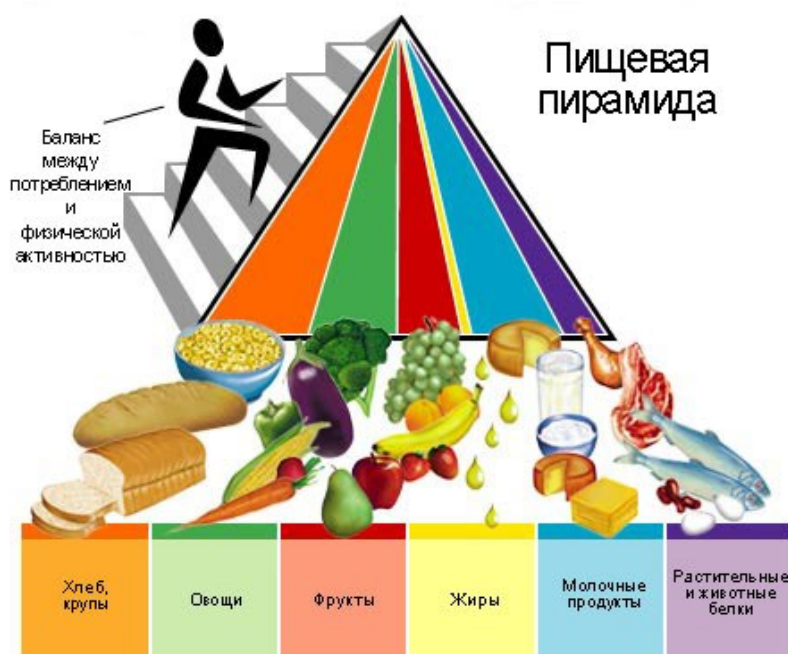 Пищевая
пирамида
Баланс
между
потреблением
и
физической
активностью
Хлеб,
крупы
Овощи
Фрукты
Жиры
Молочные
продукты
Растительные
и животные
белки